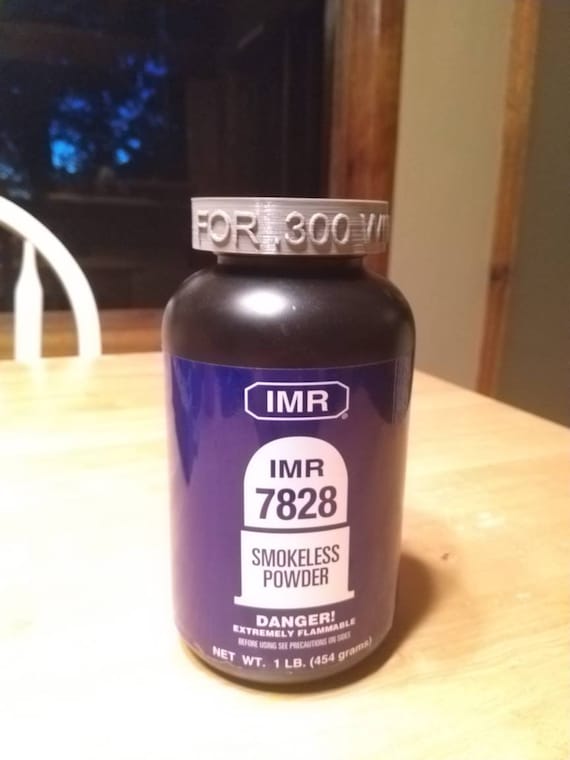 FOR .300 WI
IMR
IMR
7828
SMOKELESS
POWDER
DANGER!
EXTREMELY FLAMMABLE
BEFORE USING SEE PRECAUTIONS ON SIDES
NET WT. 1 LB. (454 grams)